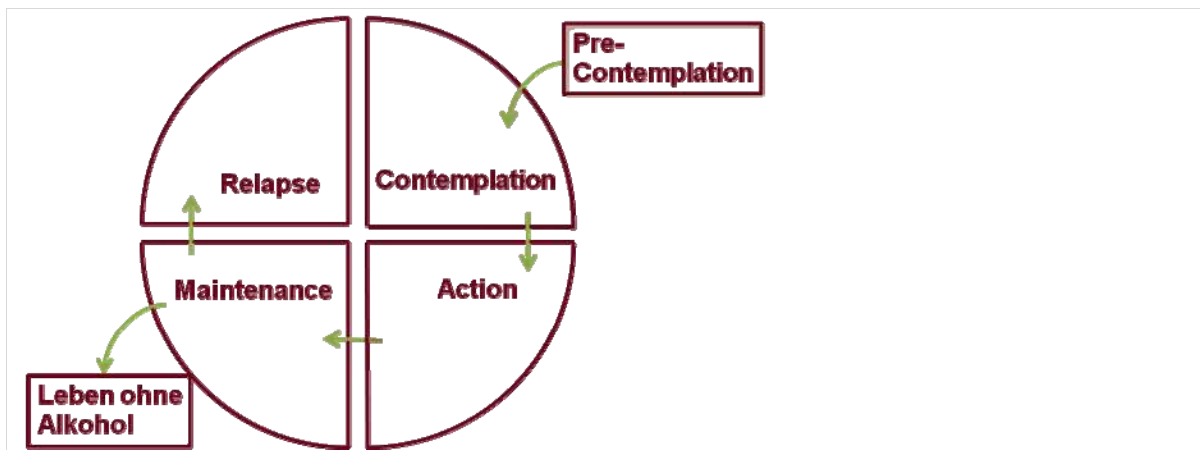 Pre-
Contemplation
Relapse
Contemplation
Maintenance
Action
Leben ohne
Alkohol